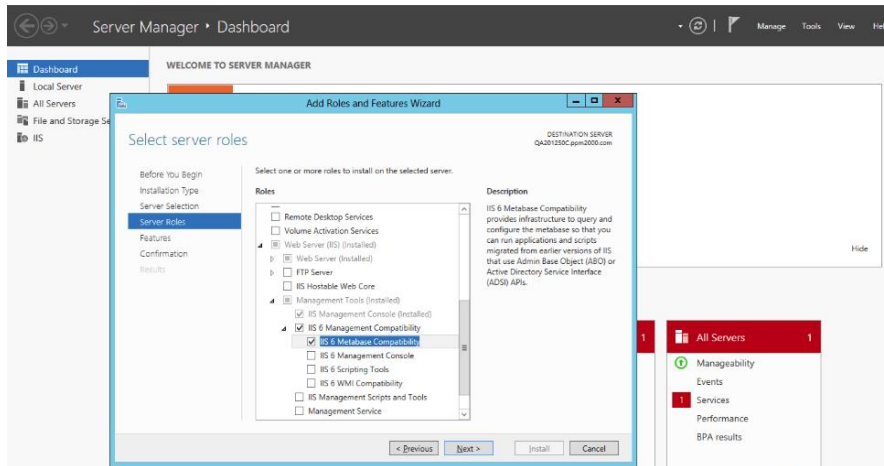 Server Manager • Dashboard
Manage Tools View Hel
Dashboard
Local Server
All Servers
File and Storage Se
IIS
WELCOME TO SERVER MANAGER
Add Roles and Features Wizard
Select server roles
DESTINATION SERVER
QA2012S0C.ppm2000.com
Before You Begin
Installation Type
Server Selection
Server Roles
Features
Confirmation
Results
Select one or more roles to install on the selected server.
Roles
Remote Desktop Services
Volume Activation Services
Web Server (IIS) (Installed)
Web Server (Installed)
FTP Server
IIS Hostable Web Core
Management Tools (Installed)
IIS Management Console (Installed)
IIS 6 Management Compatibility
IIS 6 Metabase Compatibility
IIS 6 Management Console
IIS 6 Scripting Tools
IIS 6 WMI Compatibility
IIS Management Scripts and Tools
Management Service
Description
IIS 6 Metabase Compatibility
provides infrastructure to query and
configure the metabase so that you
can run applications and scripts
migrated from earlier versions of IIS
that use Admin Base Object (ABO) or
Active Directory Service Interface
(ADSI) APIs.
< Previous Next > Install Cancel
Hide
1
All Servers 1
Manageability
Events
1 Services
Performance
BPA results